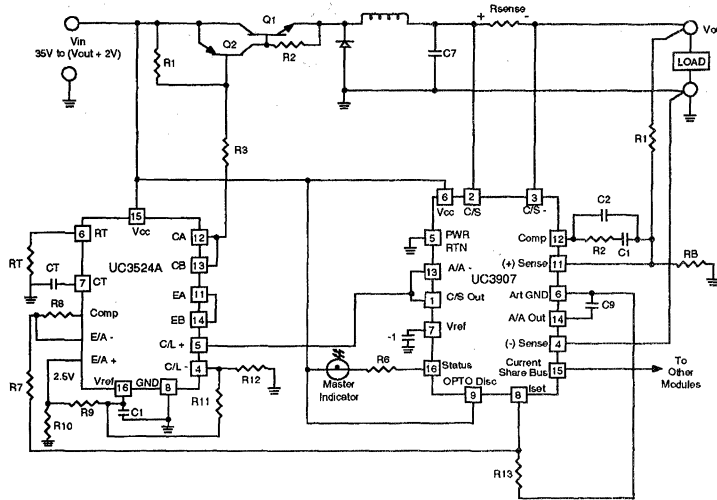 Vin
35V to (Vout + 2V)
Q1
Q2
R1
R2
C7
+ Rsense -
LOAD
R3
R1
15
Vcc
6 RT
RT
CT
7 CT
UC3524A
CA 12
CB 13
EA 11
EB 14
C/L + 5
C/L - 4
R8
Comp
E/A -
E/A +
2.5V
Vref
16
GND
8
R7
R9
R10
C1
R11
R12
6
Vcc
2
C/S
3
C/S -
5 PWR
RTN
13 A/A -
UC3907
1 C/S Out
7 Vref
-1
16 Status
OPTO Disc
9
8
Iset
Comp 12
(+) Sense 11
Art GND 6
A/A Out 14
(-) Sense 4
Current
Share Bus 15
C2
R2
C1
RB
C9
Master
Indicator
R6
R13
To
Other
Modules